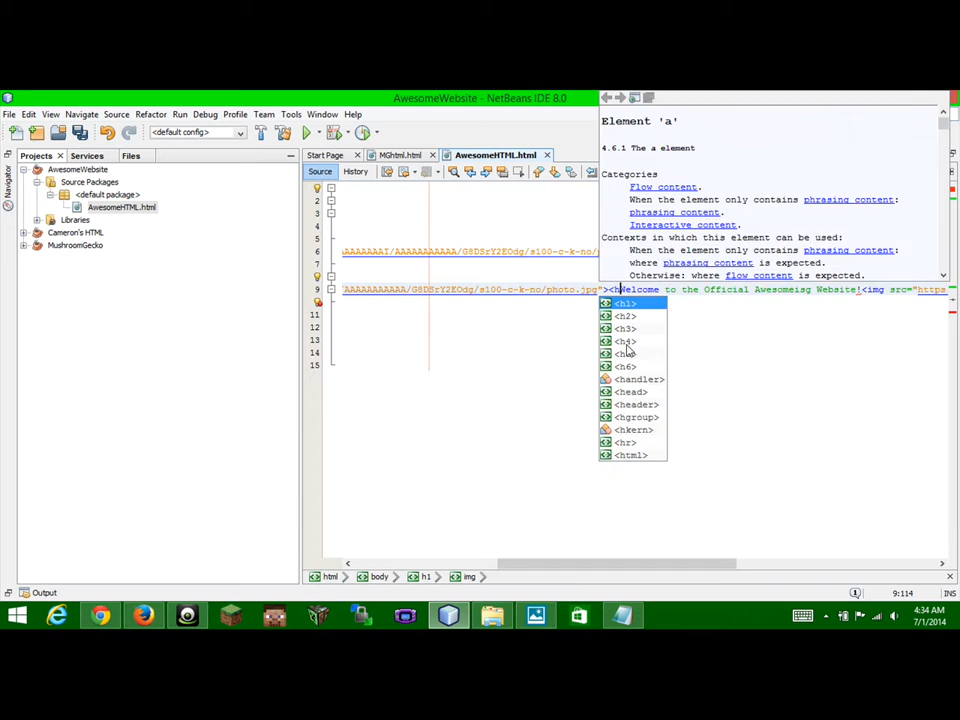 AwesomeWebsite - NetBeans IDE 8.0
File Edit View Navigate Source Refactor Run Debug Profile Team Tools Window Help
<default config>
Projects Services Files
Start Page MGhtml.html AwesomeHTML.html
Source History
AwesomeWebsite
Source Packages
<default package>
AwesomeHTML.html
Libraries
Cameron's HTML
MushroomGecko
Element 'a'
4.6.1 The a element
Categories
Flow content.
When the element only contains phrasing content:
phrasing content.
Interactive content.
Contexts in which this element can be used:
When the element only contains phrasing content:
where phrasing content is expected.
Otherwise: where flow content is expected.
1
2
3
4
5
6 AAAAAAAI/AAAAAAAAAAA/G8DSrY2EOdg/s100-c-k-no/
7
8
9 AAAAAAAAAAA/G8DSrY2EOdg/s100-c-k-no/photo.jpg"><hWelcome to the Official Awesomeisg Website!<img src="https
12
13
14
15
<h1>
<h2>
<h3>
<h4>
<h6>
<handler>
<head>
<header>
<hgroup>
<hkern>
<hr>
<html>
html body h1 img
Output
1 9:114 INS
4:34 AM
7/1/2014